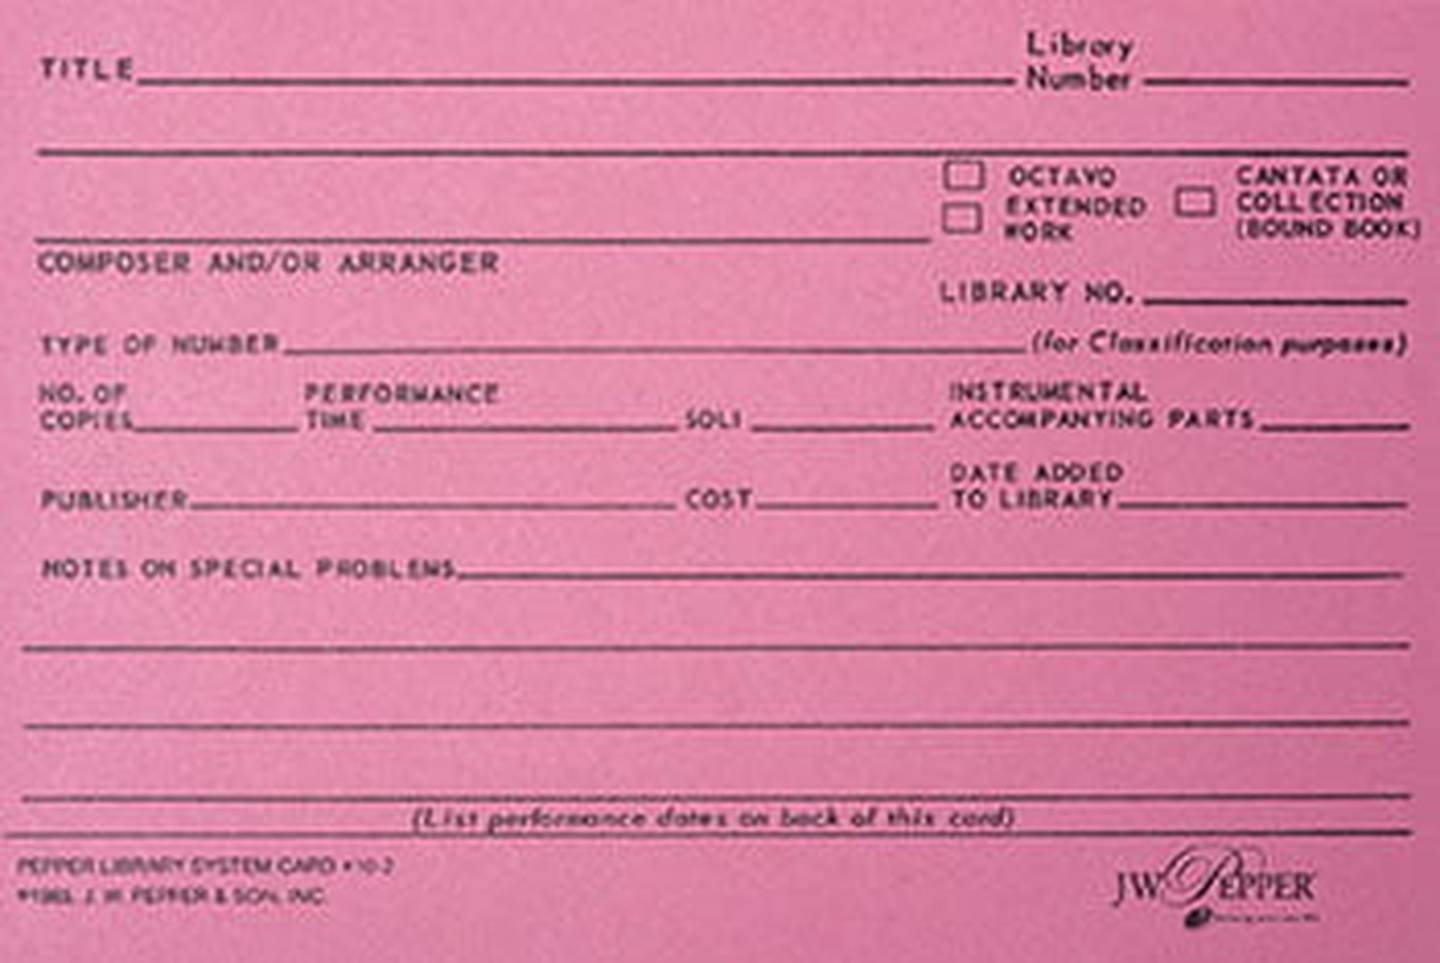 TITLE Library Number
OCTAVO
EXTENDED WORK
CANTATA OR COLLECTION (BOUND BOOK)
COMPOSER AND/OR ARRANGER
LIBRARY NO.
TYPE OF NUMBER (for Classification purposes)
NO. OF COPIES PERFORMANCE TIME SOLI INSTRUMENTAL ACCOMPANYING PARTS
PUBLISHER COST DATE ADDED TO LIBRARY
NOTES ON SPECIAL PROBLEMS
(List performance dates on back of this card)
PEPPER LIBRARY SYSTEM CARD 10-2
J. W. PEPPER & SON, INC.
JW PEPPER